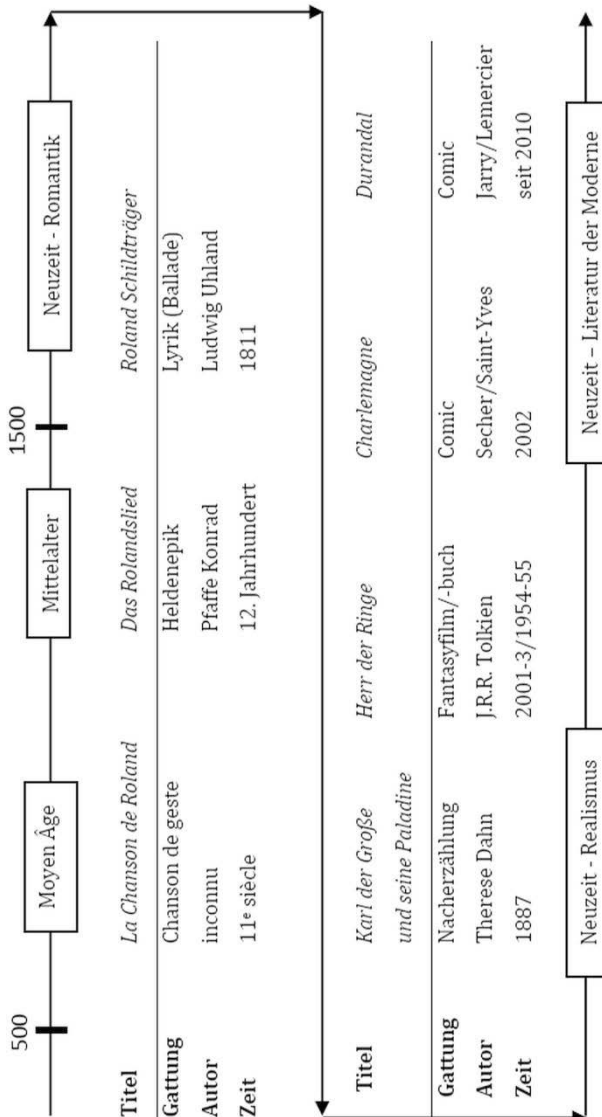 500
1500
Moyen Âge
Mittelalter
Neuzeit - Romantik
Titel La Chanson de Roland Das Rolandslied Roland Schildträger
Gattung Chanson de geste Heldenepik Lyrik (Ballade)
Autor inconnu Pfaffe Konrad Ludwig Uhland
Zeit 11e siècle 12. Jahrhundert 1811
Titel Karl der Große Herr der Ringe Charlemagne Durandal
und seine Paladine
Gattung Nacherzählung Fantasyfilm/-buch Comic Comic
Autor Therese Dahn J.R.R. Tolkien Secher/Saint-Yves Jarry/Lemercier
Zeit 1887 2001-3/1954-55 2002 seit 2010
Neuzeit - Realismus
Neuzeit – Literatur der Moderne